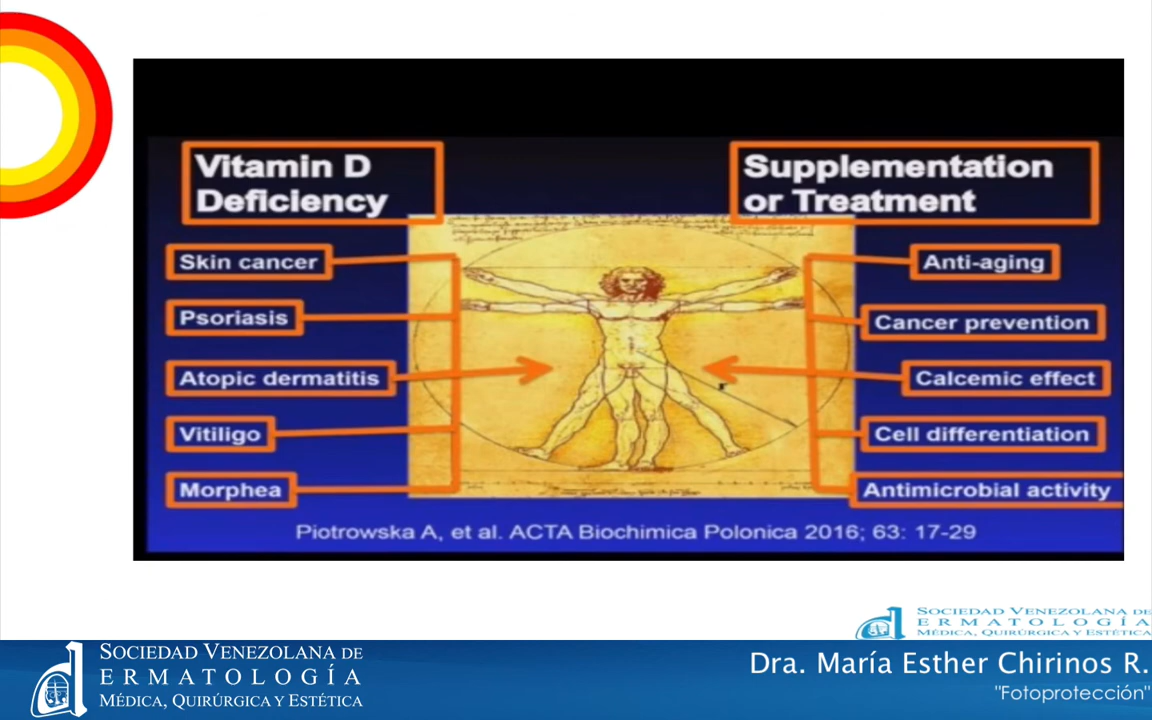 Vitamin D
Deficiency
Skin cancer
Psoriasis
Atopic dermatitis
Vitiligo
Morphea
Supplementation
or Treatment
Anti-aging
Cancer prevention
Calcemic effect
Cell differentiation
Antimicrobial activity
Piotrowska A, et al. ACTA Biochimica Polonica 2016; 63: 17-29
SOCIEDAD VENEZOLANA DE
ERMATOLOGÍA
MÉDICA, QUIRÚRGICA Y ESTÉTICA
SOCIEDAD VENEZOLANA DE
ERMATOLOGÍA
MÉDICA, QUIRÚRGICA Y ESTÉTICA
Dra. María Esther Chirinos R.
"Fotoprotección"